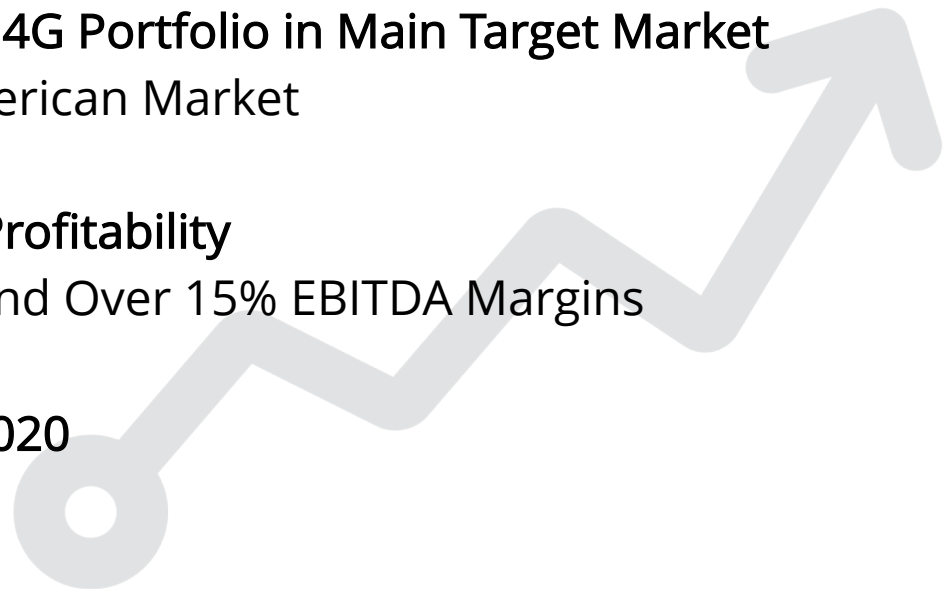 4G Portfolio in Main Target Market
erican Market
Profitability
nd Over 15% EBITDA Margins
020